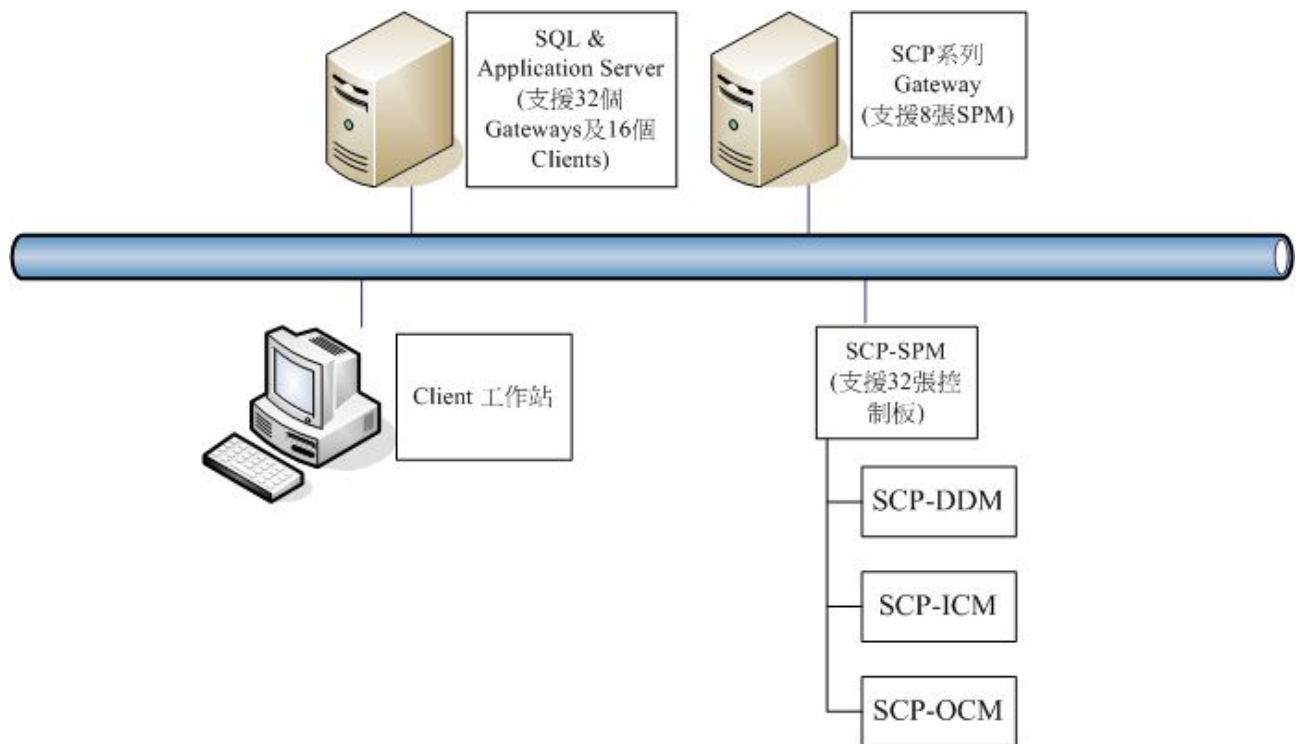 SQL &
Application Server
(支援32個
Gateways及16個
Clients)
SCP系列
Gateway
(支援8張SPM)
Client 工作站
SCP-SPM
(支援32張控
制板)
SCP-DDM
SCP-ICM
SCP-OCM